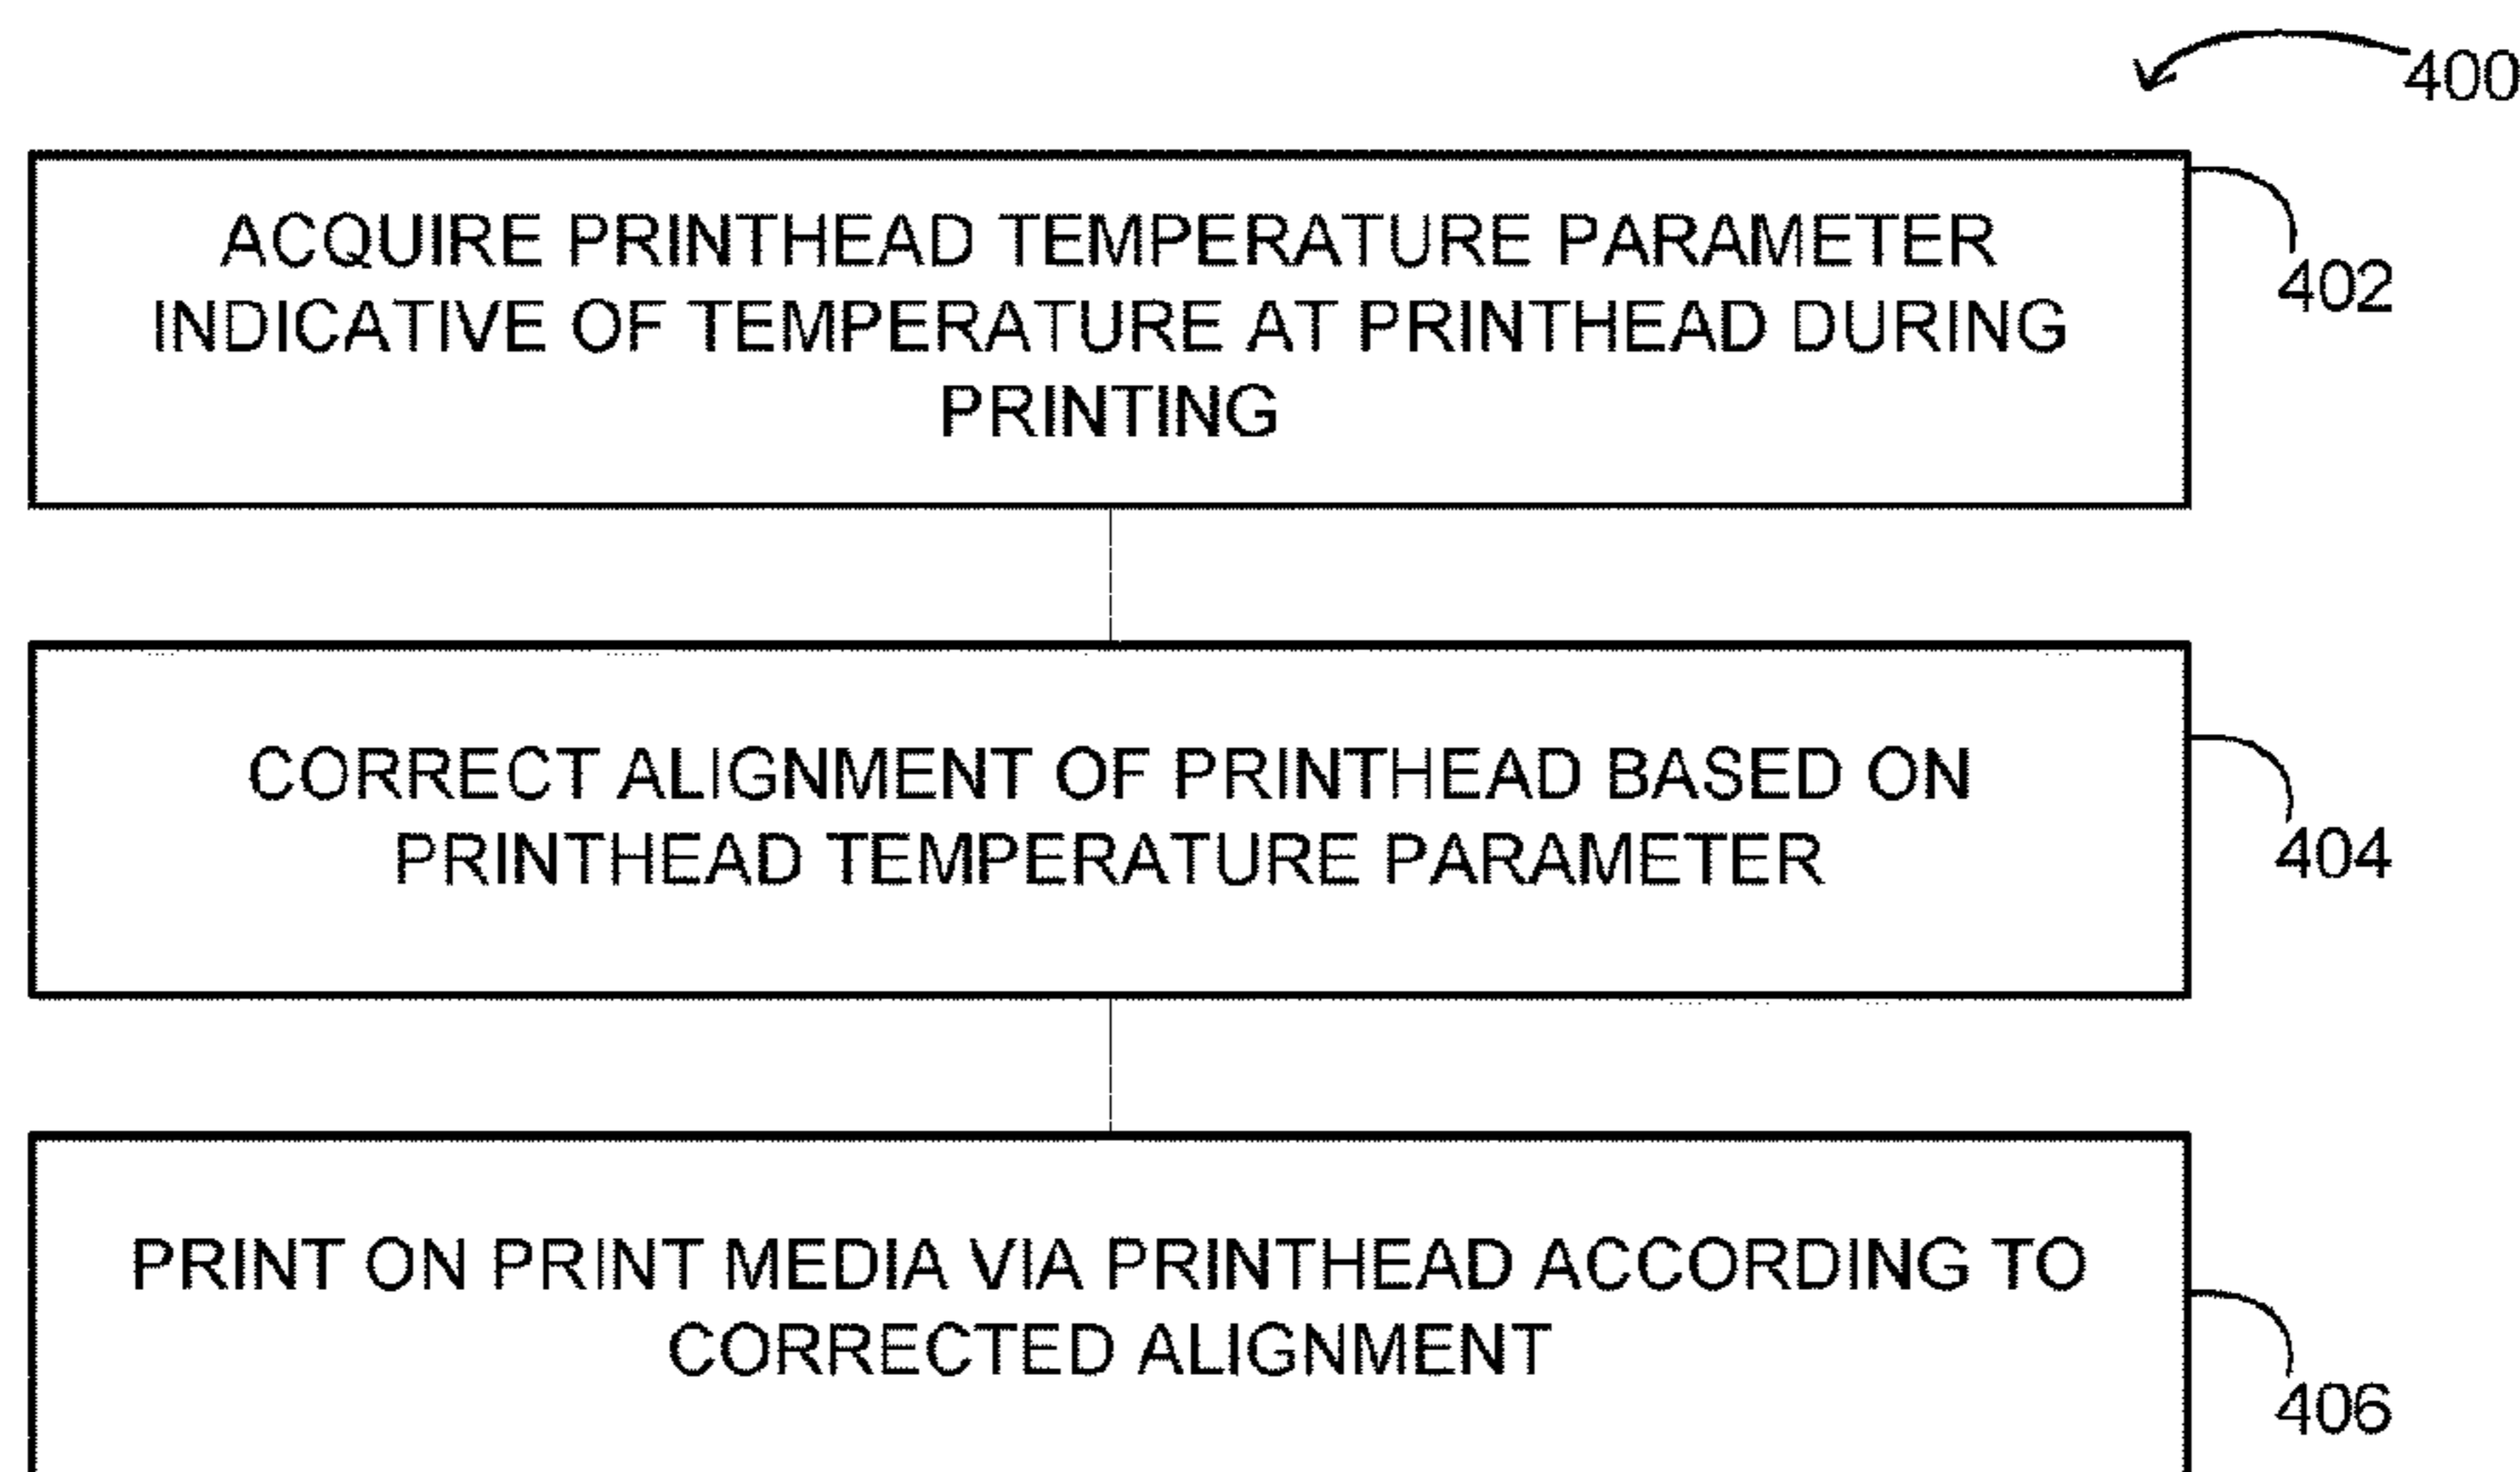 400
ACQUIRE PRINTHEAD TEMPERATURE PARAMETER
INDICATIVE OF TEMPERATURE AT PRINTHEAD DURING
PRINTING
402
CORRECT ALIGNMENT OF PRINTHEAD BASED ON
PRINTHEAD TEMPERATURE PARAMETER
404
PRINT ON PRINT MEDIA VIA PRINTHEAD ACCORDING TO
CORRECTED ALIGNMENT
406